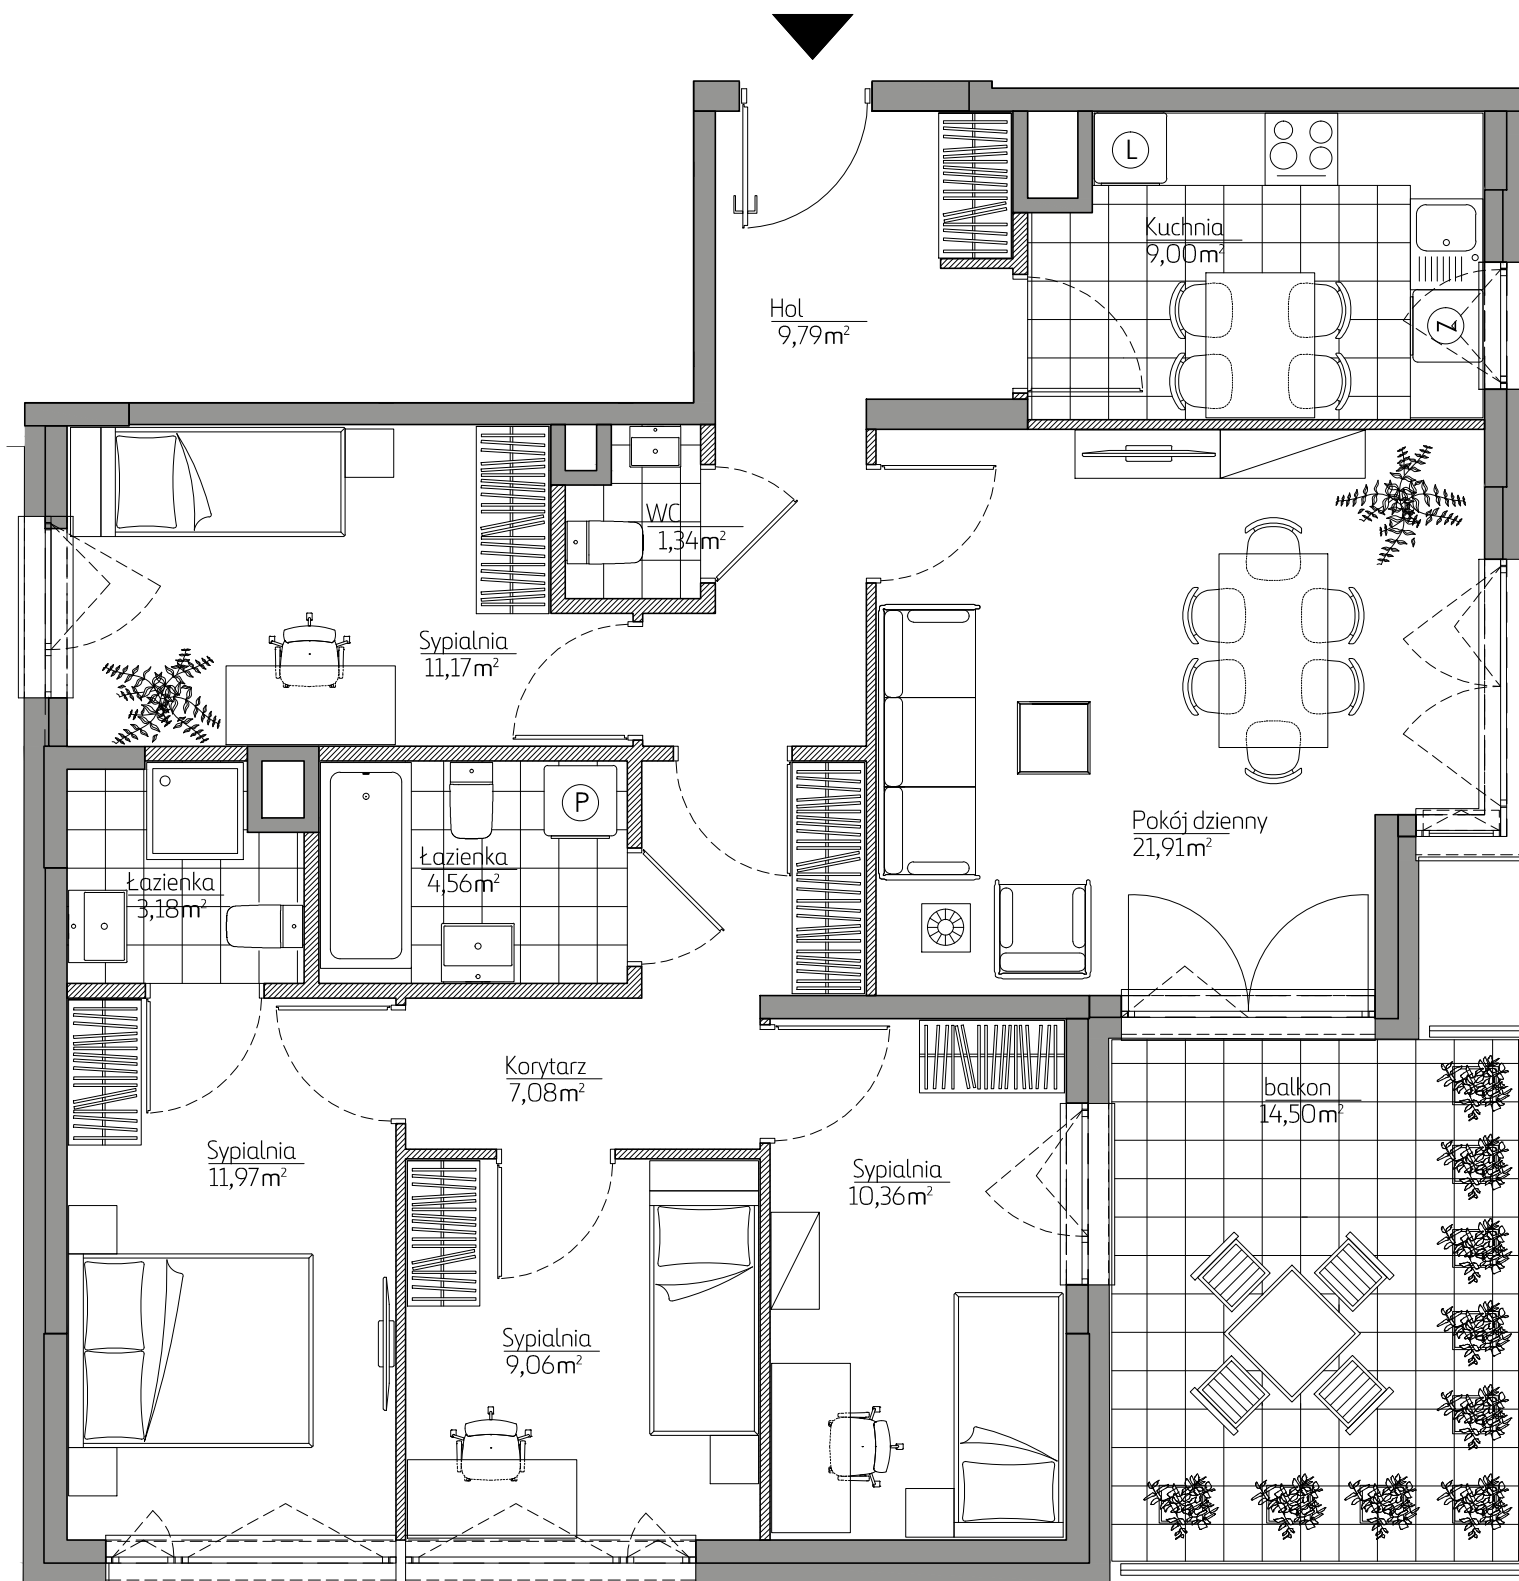 L
Kuchnia
9,00m²
Z
Hol
9,79m²
WC
1,34m²
Sypialnia
11,17m²
P
Łazienka
4,56m²
Łazienka
3,18m²
Pokój dzienny
21,91m²
Korytarz
7,08m²
balkon
14,50m²
Sypialnia
11,97m²
Sypialnia
10,36m²
Sypialnia
9,06m²